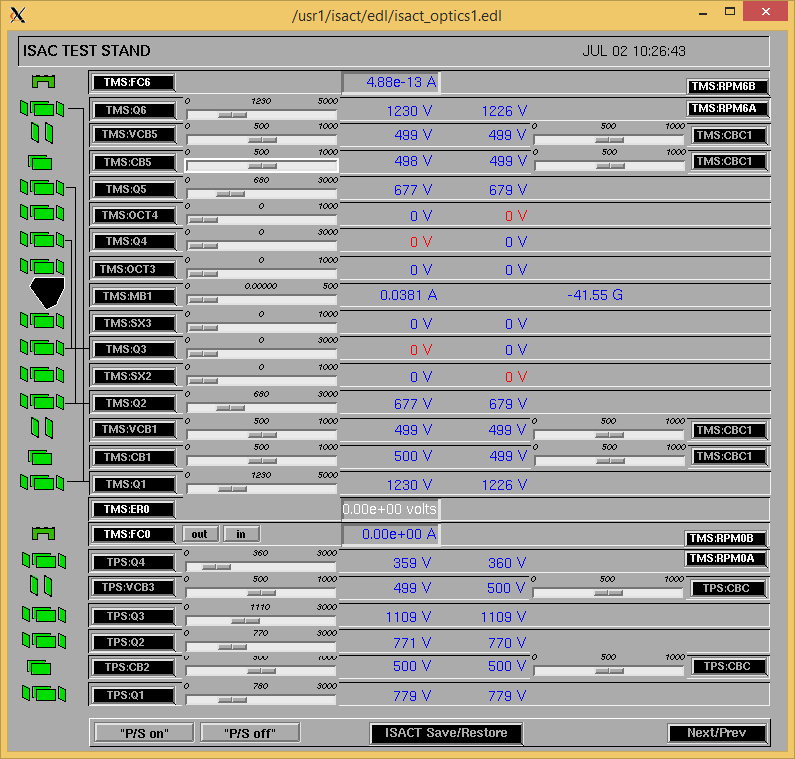 /usr1/isact/edl/isact_optics1.edl
ISAC TEST STAND JUL 02 10:26:43
TMS:FC6 4.88e-13 A TMS:RPM6B
TMS:Q6 0 1230 5000 1230 V 1226 V TMS:RPM6A
TMS:VCB5 0 500 1000 499 V 499 V 0 500 1000 TMS:CBC1
TMS:CB5 0 500 1000 498 V 499 V 0 500 1000 TMS:CBC1
TMS:Q5 0 680 3000 677 V 679 V
TMS:OCT4 0 0 1000 0 V 0 V
TMS:Q4 0 0 3000 0 V 0 V
TMS:OCT3 0 0 1000 0 V 0 V
TMS:MB1 0 0.00000 500 0.0381 A -41.55 G
TMS:SX3 0 0 1000 0 V 0 V
TMS:Q3 0 0 3000 0 V 0 V
TMS:SX2 0 0 1000 0 V 0 V
TMS:Q2 0 680 3000 677 V 679 V
TMS:VCB1 0 500 1000 499 V 499 V 0 500 1000 TMS:CBC1
TMS:CB1 0 500 1000 500 V 499 V 0 500 1000 TMS:CBC1
TMS:Q1 0 1230 5000 1230 V 1226 V
TMS:ER0 0.00e+00 volts
TMS:FC0 out in 0.00e+00 A TMS:RPM0B
TPS:Q4 0 360 3000 359 V 360 V TMS:RPM0A
TPS:VCB3 0 500 1000 499 V 500 V 0 500 1000 TPS:CBC
TPS:Q3 0 1110 3000 1109 V 1109 V
TPS:Q2 0 770 3000 771 V 770 V
TPS:CB2 0 500 1000 500 V 500 V 0 500 1000 TPS:CBC
TPS:Q1 0 780 3000 779 V 779 V
"P/S on" "P/S off" ISACT Save/Restore Next/Prev